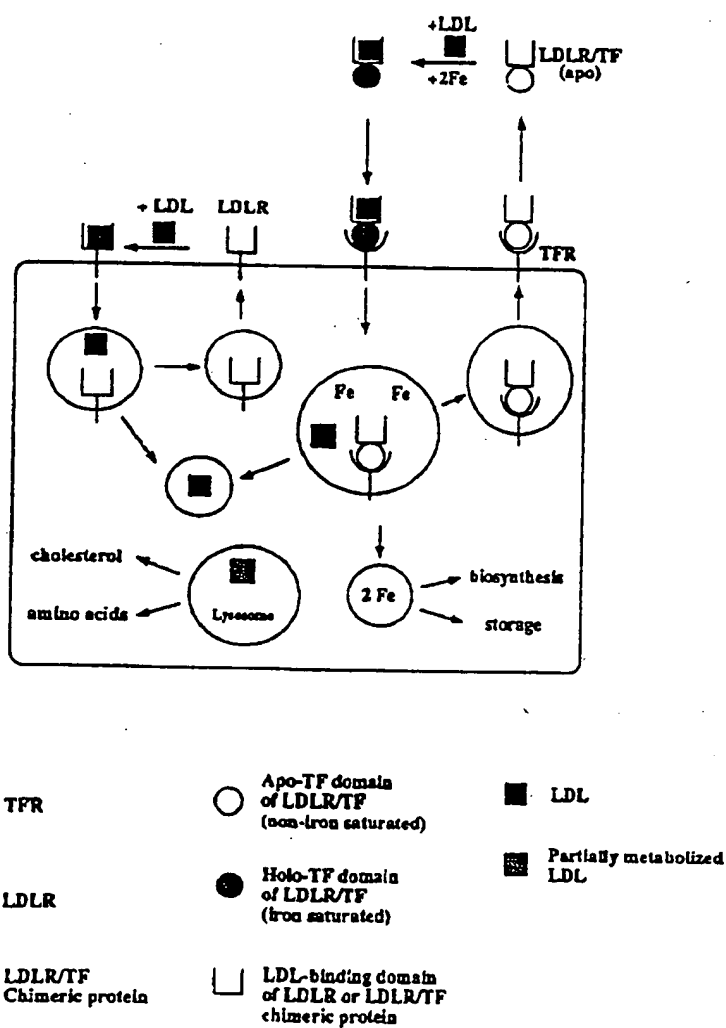 +LDL
+2Fe
LDLR/TF
(apo)
+ LDL
LDLR
TFR
Fe
Fe
cholesterol
amino acids
Lysosome
2 Fe
biosynthesis
storage
TFR
Apo-TF domain
of LDLR/TF
(non-iron saturated)
LDL
LDLR
Holo-TF domain
of LDLR/TF
(iron saturated)
Partially metabolized
LDL
LDLR/TF
Chimeric protein
LDL-binding domain
of LDLR or LDLR/TF
chimeric protein